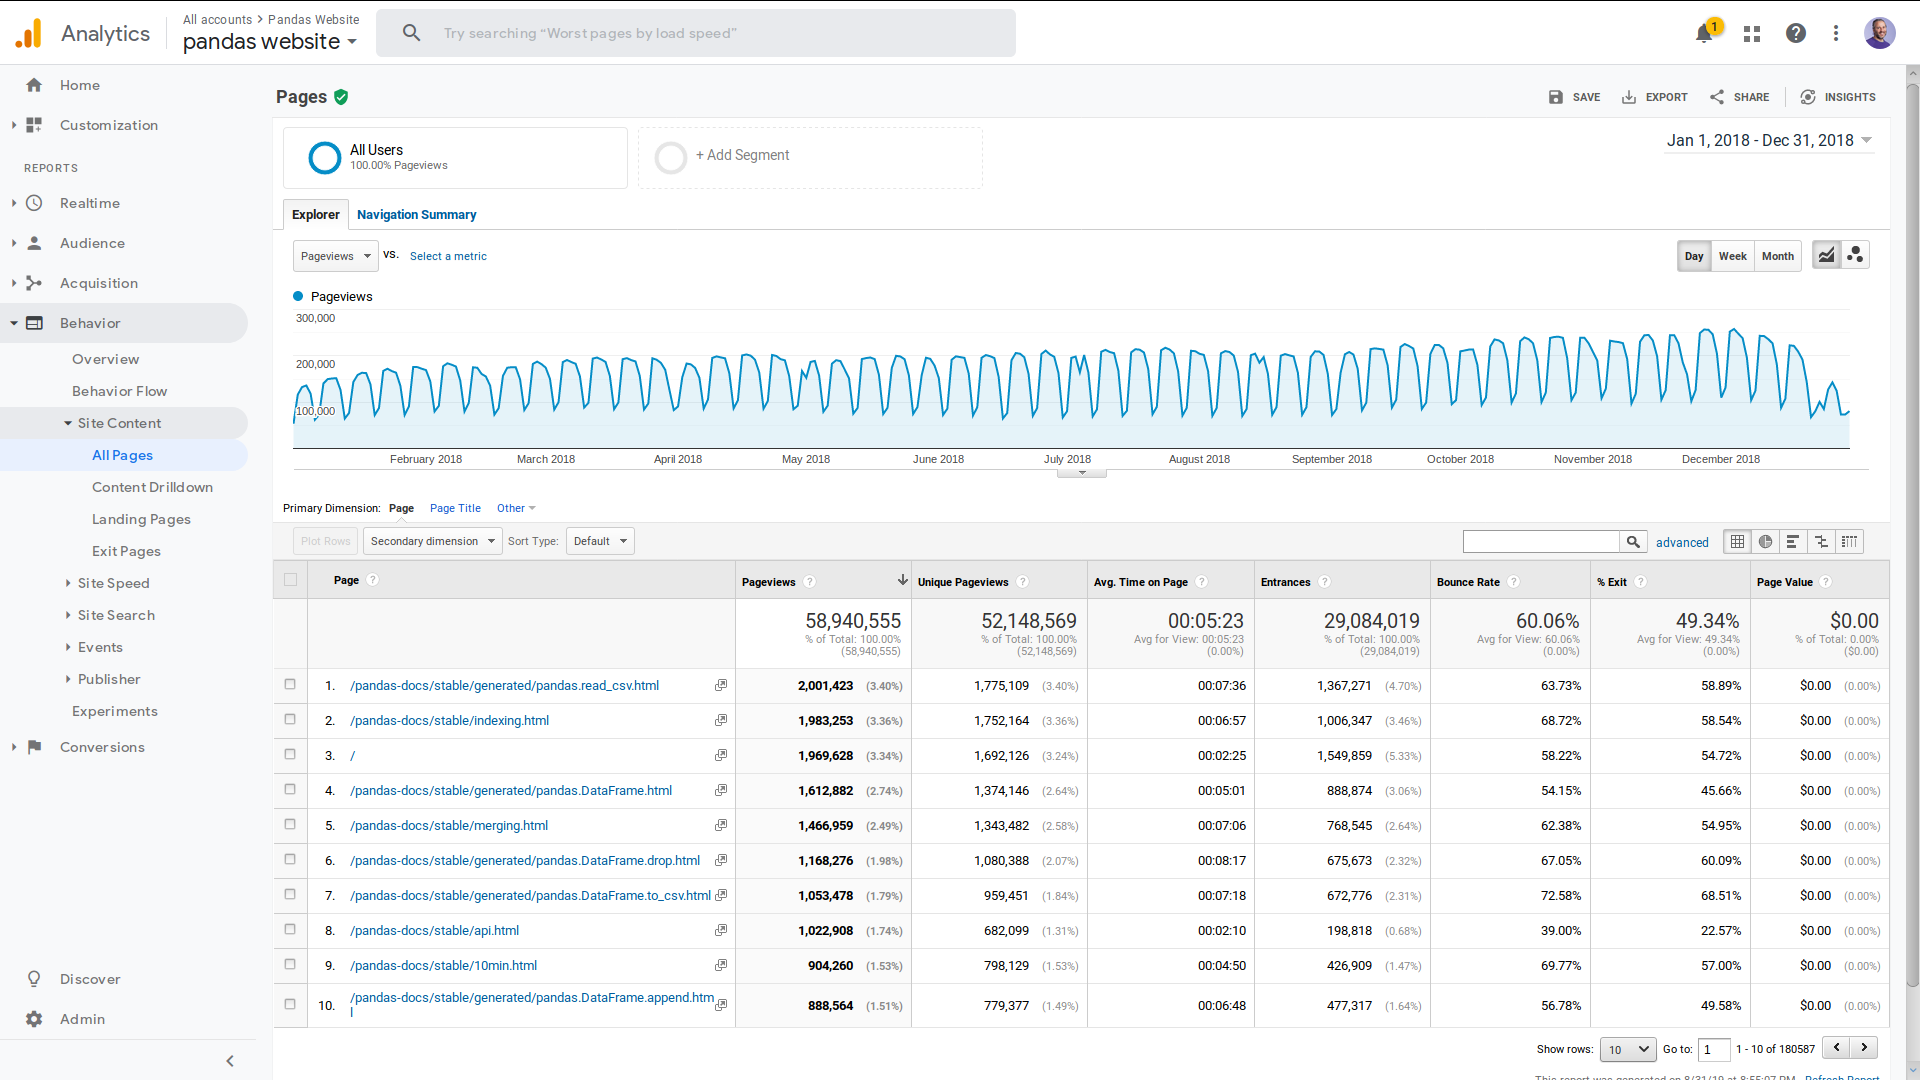 Analytics
All accounts > Pandas Website
pandas website
Try searching “Worst pages by load speed”
1
Home
Customization
REPORTS
Realtime
Audience
Acquisition
Behavior
Overview
Behavior Flow
Site Content
All Pages
Content Drilldown
Landing Pages
Exit Pages
Site Speed
Site Search
Events
Publisher
Experiments
Conversions
Discover
Admin
Pages
SAVE
EXPORT
SHARE
INSIGHTS
All Users
100.00% Pageviews
+ Add Segment
Jan 1, 2018 - Dec 31, 2018
Explorer
Navigation Summary
Pageviews
VS.
Select a metric
Day
Week
Month
Pageviews
300,000
200,000
100,000
February 2018
March 2018
April 2018
May 2018
June 2018
July 2018
August 2018
September 2018
October 2018
November 2018
December 2018
Primary Dimension: Page Page Title Other
Plot Rows
Secondary dimension
Sort Type:
Default
advanced
Page ? Pageviews ? Unique Pageviews ? Avg. Time on Page ? Entrances ? Bounce Rate ? % Exit ? Page Value ?
58,940,555 52,148,569 00:05:23 29,084,019 60.06% 49.34% $0.00
% of Total: 100.00% % of Total: 100.00% Avg for View: 00:05:23 % of Total: 100.00% Avg for View: 60.06% Avg for View: 49.34% % of Total: 0.00%
(58,940,555) (52,148,569) (0.00%) (29,084,019) (0.00%) (0.00%) ($0.00)
1. /pandas-docs/stable/generated/pandas.read_csv.html 2,001,423 (3.40%) 1,775,109 (3.40%) 00:07:36 1,367,271 (4.70%) 63.73% 58.89% $0.00 (0.00%)
2. /pandas-docs/stable/indexing.html 1,983,253 (3.36%) 1,752,164 (3.36%) 00:06:57 1,006,347 (3.46%) 68.72% 58.54% $0.00 (0.00%)
3. / 1,969,628 (3.34%) 1,692,126 (3.24%) 00:02:25 1,549,859 (5.33%) 58.22% 54.72% $0.00 (0.00%)
4. /pandas-docs/stable/generated/pandas.DataFrame.html 1,612,882 (2.74%) 1,374,146 (2.64%) 00:05:01 888,874 (3.06%) 54.15% 45.66% $0.00 (0.00%)
5. /pandas-docs/stable/merging.html 1,466,959 (2.49%) 1,343,482 (2.58%) 00:07:06 768,545 (2.64%) 62.38% 54.95% $0.00 (0.00%)
6. /pandas-docs/stable/generated/pandas.DataFrame.drop.html 1,168,276 (1.98%) 1,080,388 (2.07%) 00:08:17 675,673 (2.32%) 67.05% 60.09% $0.00 (0.00%)
7. /pandas-docs/stable/generated/pandas.DataFrame.to_csv.html 1,053,478 (1.79%) 959,451 (1.84%) 00:07:18 672,776 (2.31%) 72.58% 68.51% $0.00 (0.00%)
8. /pandas-docs/stable/api.html 1,022,908 (1.74%) 682,099 (1.31%) 00:02:10 198,818 (0.68%) 39.00% 22.57% $0.00 (0.00%)
9. /pandas-docs/stable/10min.html 904,260 (1.53%) 798,129 (1.53%) 00:04:50 426,909 (1.47%) 69.77% 57.00% $0.00 (0.00%)
10. /pandas-docs/stable/generated/pandas.DataFrame.append.htm
l 888,564 (1.51%) 779,377 (1.49%) 00:06:48 477,317 (1.64%) 56.78% 49.58% $0.00 (0.00%)
Show rows: 10 Go to: 1 1 - 10 of 180587
This report was generated on 8/31/19 at 8:55:07 PM - Refresh Report